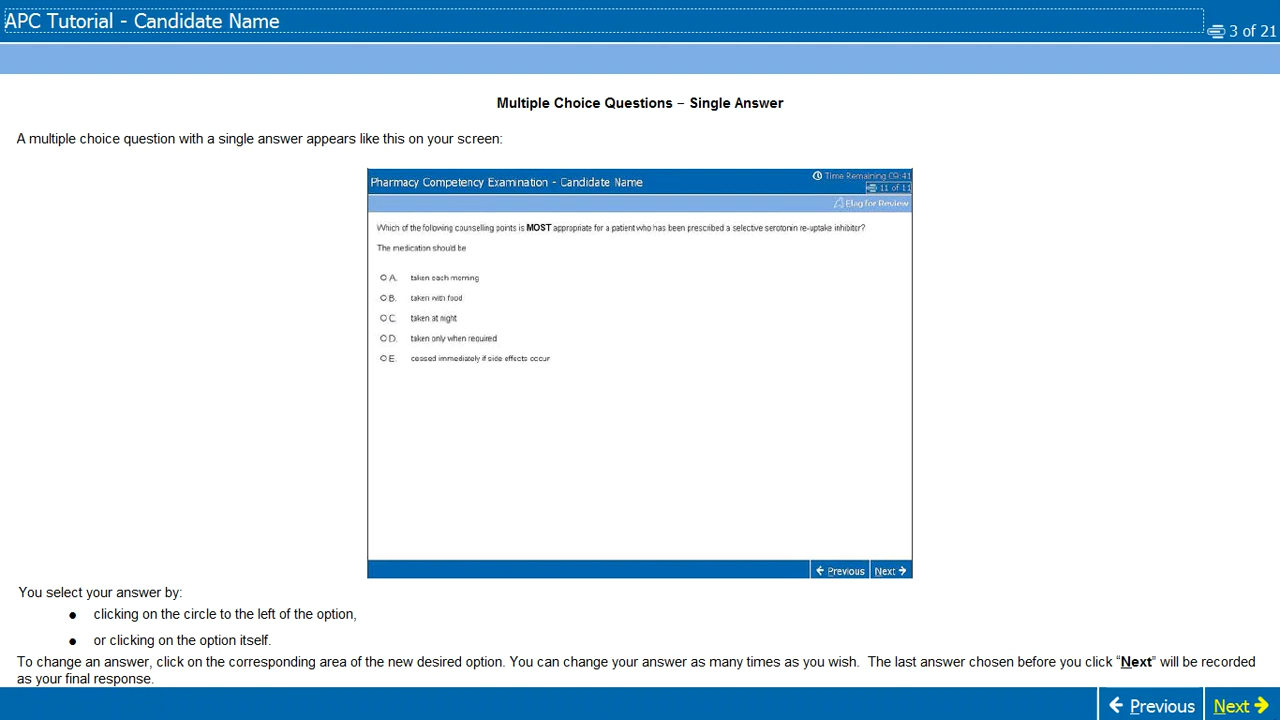 APC Tutorial - Candidate Name
3 of 21
Multiple Choice Questions – Single Answer
A multiple choice question with a single answer appears like this on your screen:
Pharmacy Competency Examination - Candidate Name
Time Remaining 09:41
11 of 11
Flag for Review
Which of the following counselling points is MOST appropriate for a patient who has been prescribed a selective serotonin re-uptake inhibitor?
The medication should be
A. taken each morning
B. taken with food
C. taken at night
D. taken only when required
E. ceased immediately if side effects occur
Previous Next
You select your answer by:
● clicking on the circle to the left of the option,
● or clicking on the option itself.
To change an answer, click on the corresponding area of the new desired option. You can change your answer as many times as you wish. The last answer chosen before you click “Next” will be recorded
as your final response.
Previous Next